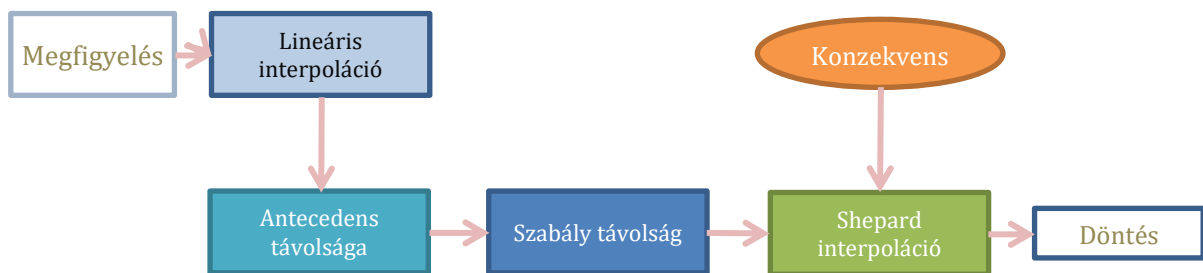 Megfigyelés
Lineáris
interpoláció
Konzekvens
Antecedens
távolsága
Szabály távolság
Shepard
interpoláció
Döntés